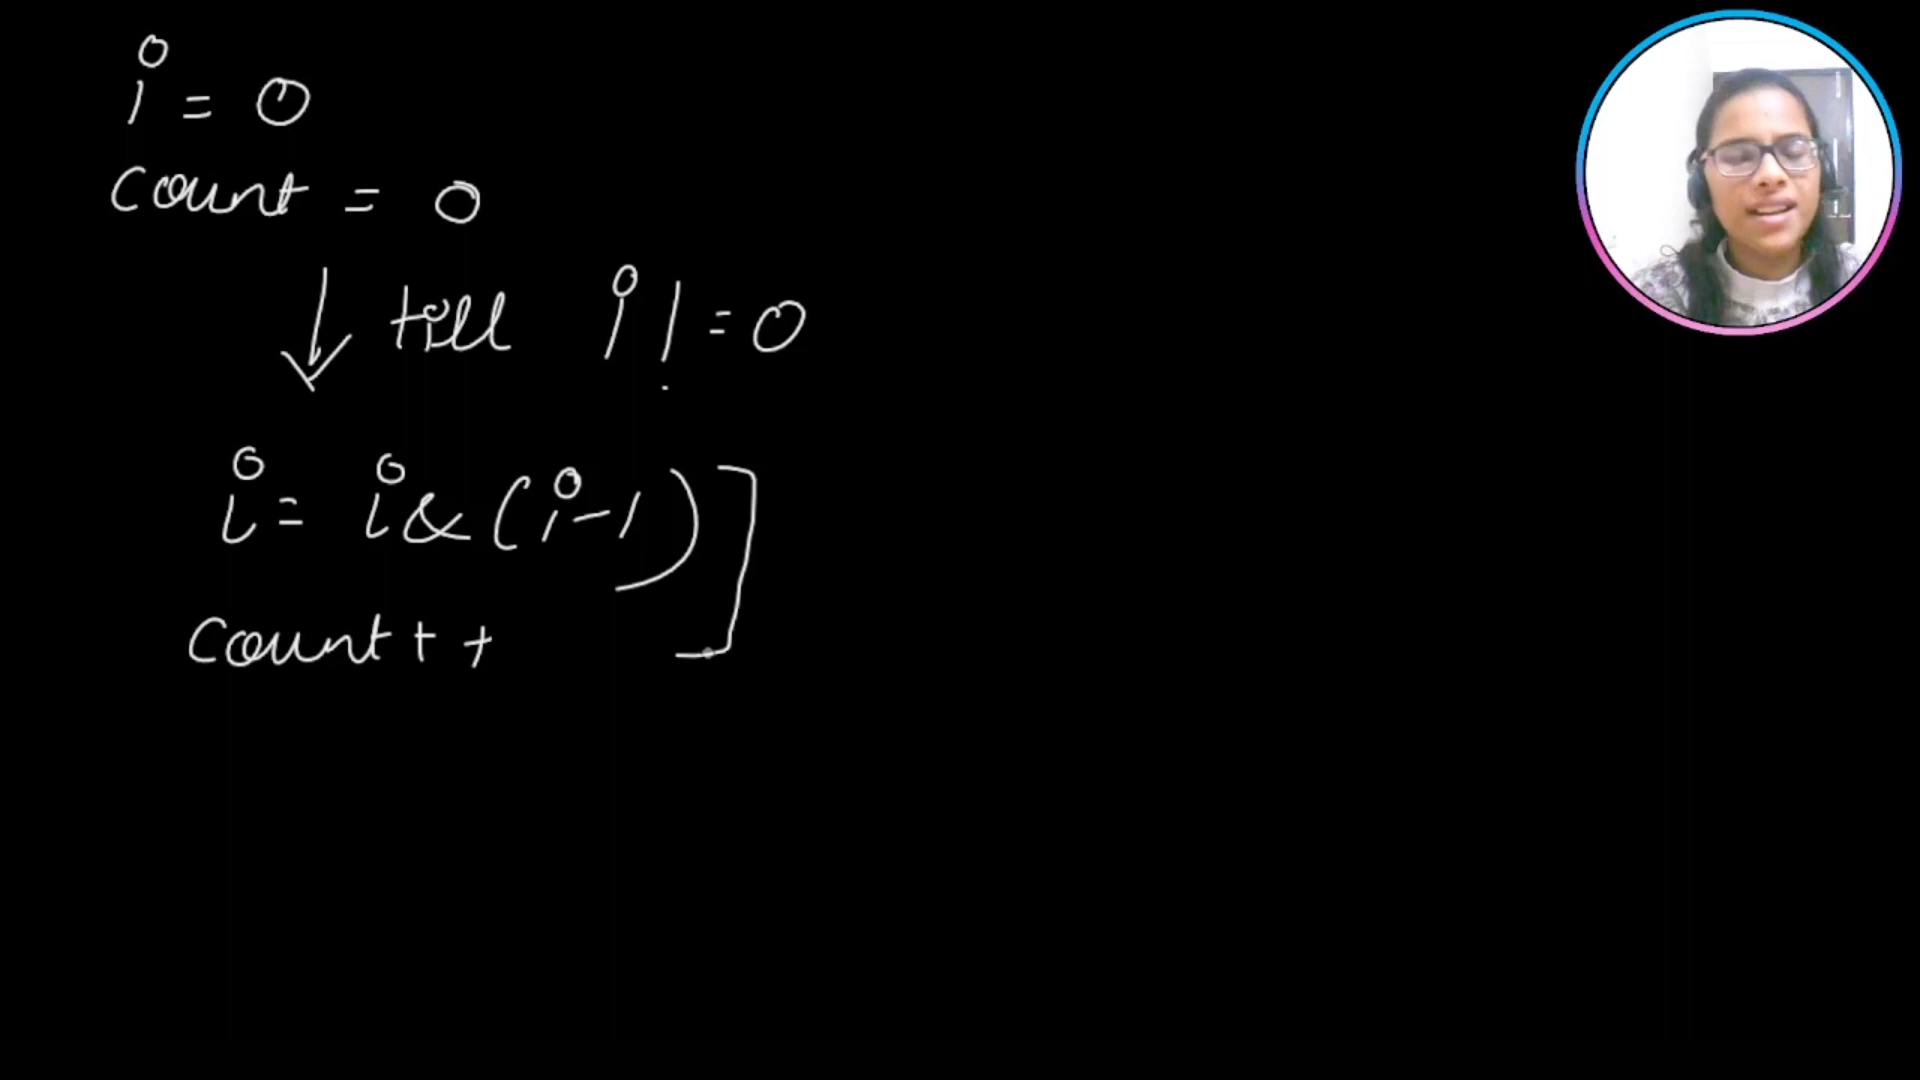 i = 0
count = 0
↓ till i != 0
i = i & (i-1)
count++